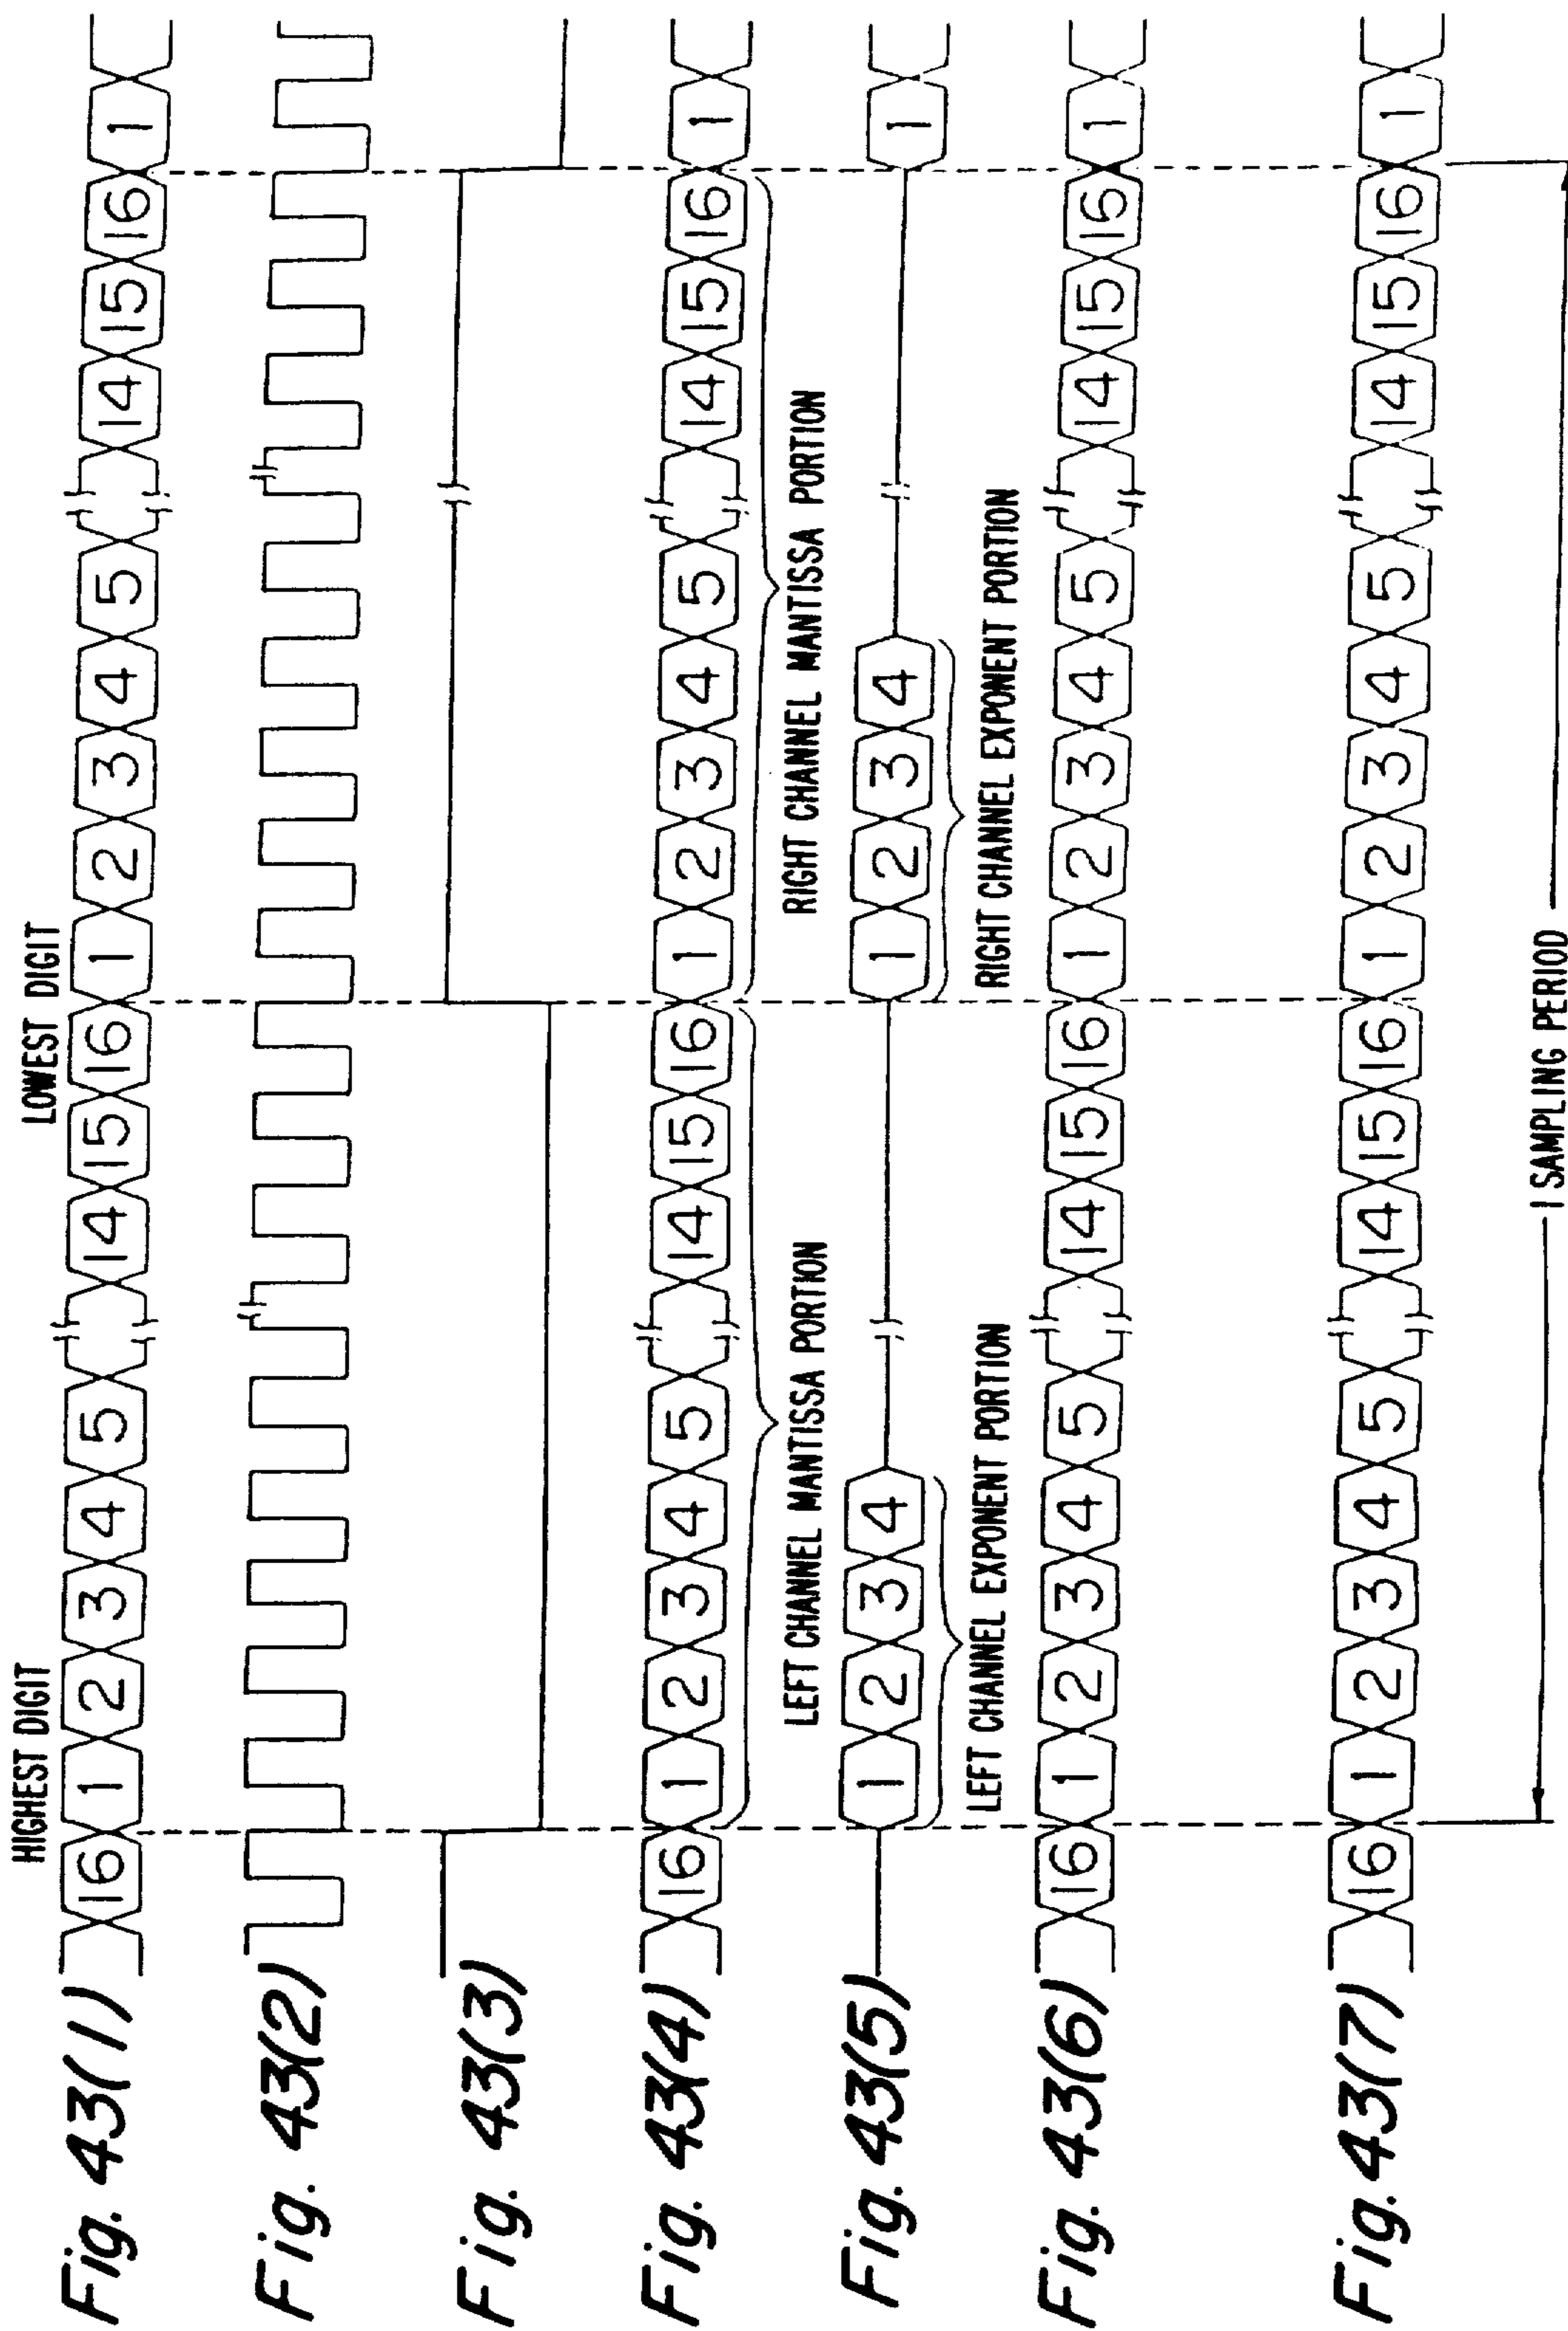 HIGHEST DIGIT LOWEST DIGIT
Fig. 43(1) 16 1 2 3 4 5 14 15 16 1 2 3 4 5 14 15 16 1
Fig. 43(2)
Fig. 43(3)
Fig. 43(4) 16 1 2 3 4 5 14 15 16 1 2 3 4 5 14 15 16 1
LEFT CHANNEL MANTISSA PORTION RIGHT CHANNEL MANTISSA PORTION
Fig. 43(5) 1 2 3 4 1 2 3 4 1
LEFT CHANNEL EXPONENT PORTION RIGHT CHANNEL EXPONENT PORTION
Fig. 43(6) 16 1 2 3 4 5 14 15 16 1 2 3 4 5 14 15 16 1
Fig. 43(7) 16 1 2 3 4 5 14 15 16 1 2 3 4 5 14 15 16 1
1 SAMPLING PERIOD